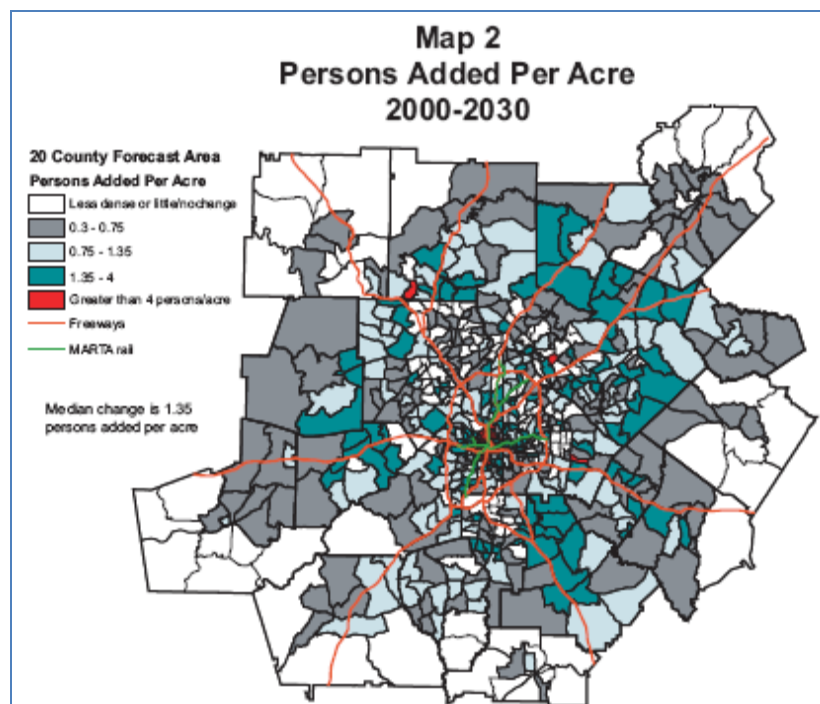 Map 2
Persons Added Per Acre
2000-2030
20 County Forecast Area
Persons Added Per Acre
Less dense or little/nochange
0.3 - 0.75
0.75 - 1.35
1.35 - 4
Greater than 4 persons/acre
Freeways
MARTA rail
Median change is 1.35
persons added per acre